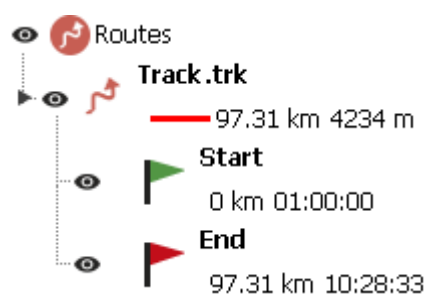 Routes
Track.trk
97.31 km 4234 m
Start
0 km 01:00:00
End
97.31 km 10:28:33